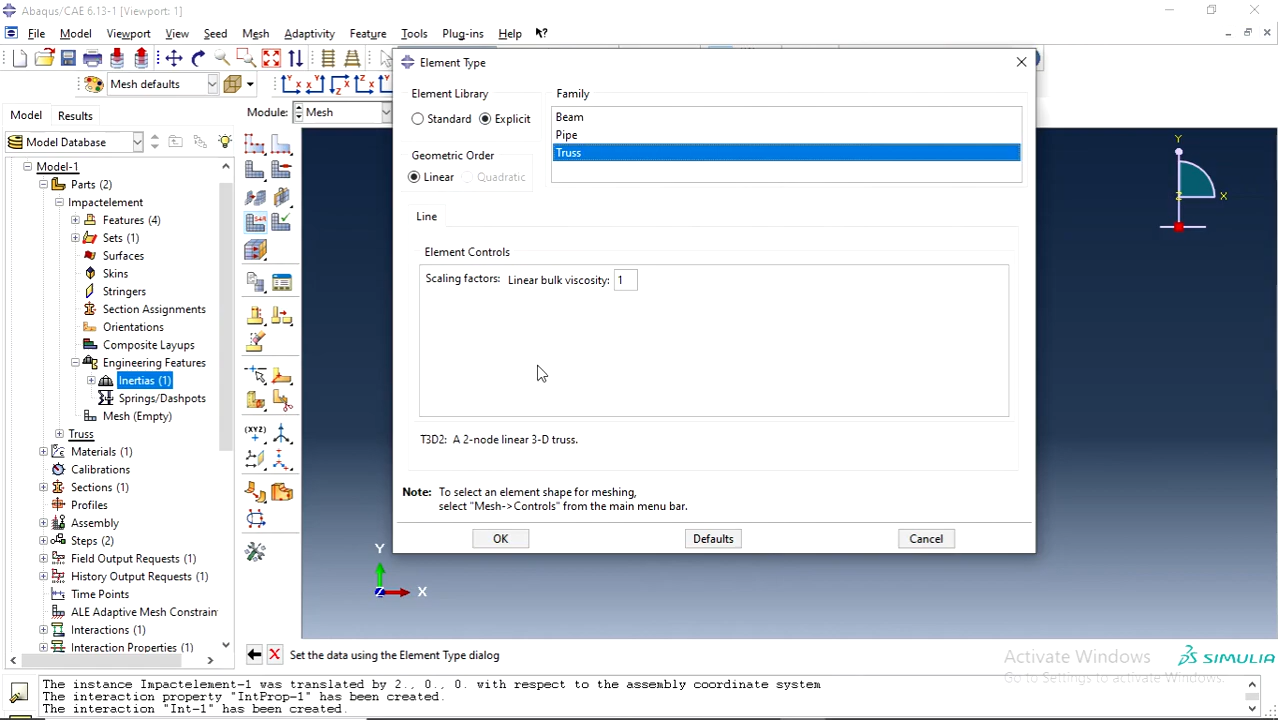 Abaqus/CAE 6.13-1 [Viewport: 1]
File Model Viewport View Seed Mesh Adaptivity Feature Tools Plug-ins Help
Mesh defaults
Model Results
Module: Mesh
Model Database
Model-1
Parts (2)
Impactelement
Features (4)
Sets (1)
Surfaces
Skins
Stringers
Section Assignments
Orientations
Composite Layups
Engineering Features
Inertias (1)
Springs/Dashpots
Mesh (Empty)
Truss
Materials (1)
Calibrations
Sections (1)
Profiles
Assembly
Steps (2)
Field Output Requests (1)
History Output Requests (1)
Time Points
ALE Adaptive Mesh Constrain
Interactions (1)
Interaction Properties (1)
Element Type
Element Library
Standard Explicit
Geometric Order
Linear Quadratic
Family
Beam
Pipe
Truss
Line
Element Controls
Scaling factors: Linear bulk viscosity: 1
T3D2: A 2-node linear 3-D truss.
Note: To select an element shape for meshing,
select "Mesh->Controls" from the main menu bar.
OK Defaults Cancel
Y
Z X
Y
Z X
Set the data using the Element Type dialog
Activate Windows
Go to Settings to activate Windows.
SIMULIA
The instance Impactelement-1 was translated by 2., 0., 0. with respect to the assembly coordinate system
The interaction property "IntProp-1" has been created.
The interaction "Int-1" has been created.